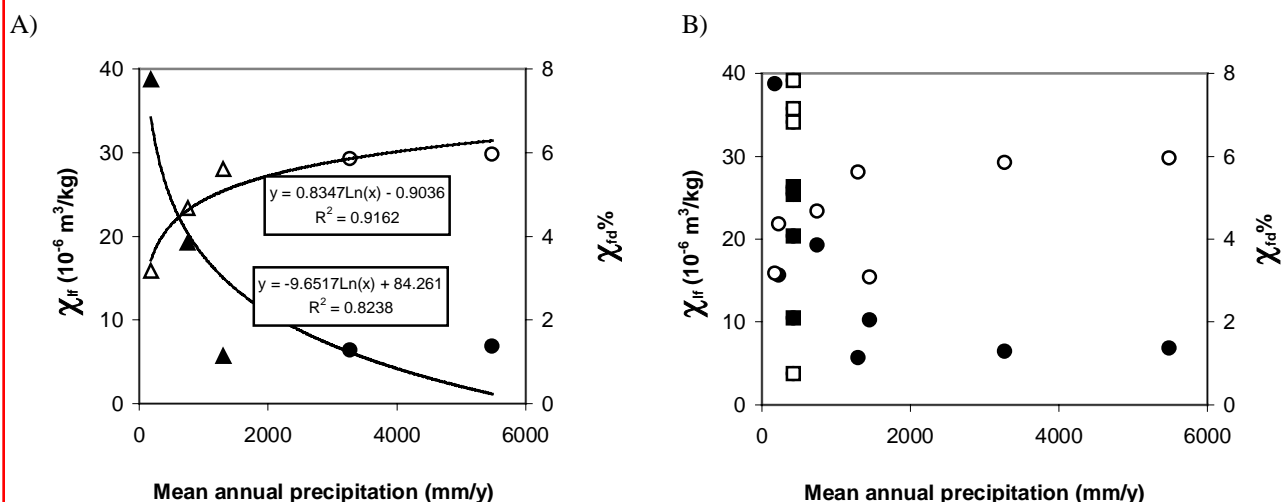 A)
40
30
20
10
0
8
6
4
2
0
y = 0.8347Ln(x) - 0.9036
R² = 0.9162
y = -9.6517Ln(x) + 84.261
R² = 0.8238
χlf (10⁻⁶ m³/kg)
χfd%
0 2000 4000 6000
Mean annual precipitation (mm/y)
B)
40
30
20
10
0
8
6
4
2
0
χlf (10⁻⁶ m³/kg)
χfd%
0 2000 4000 6000
Mean annual precipitation (mm/y)